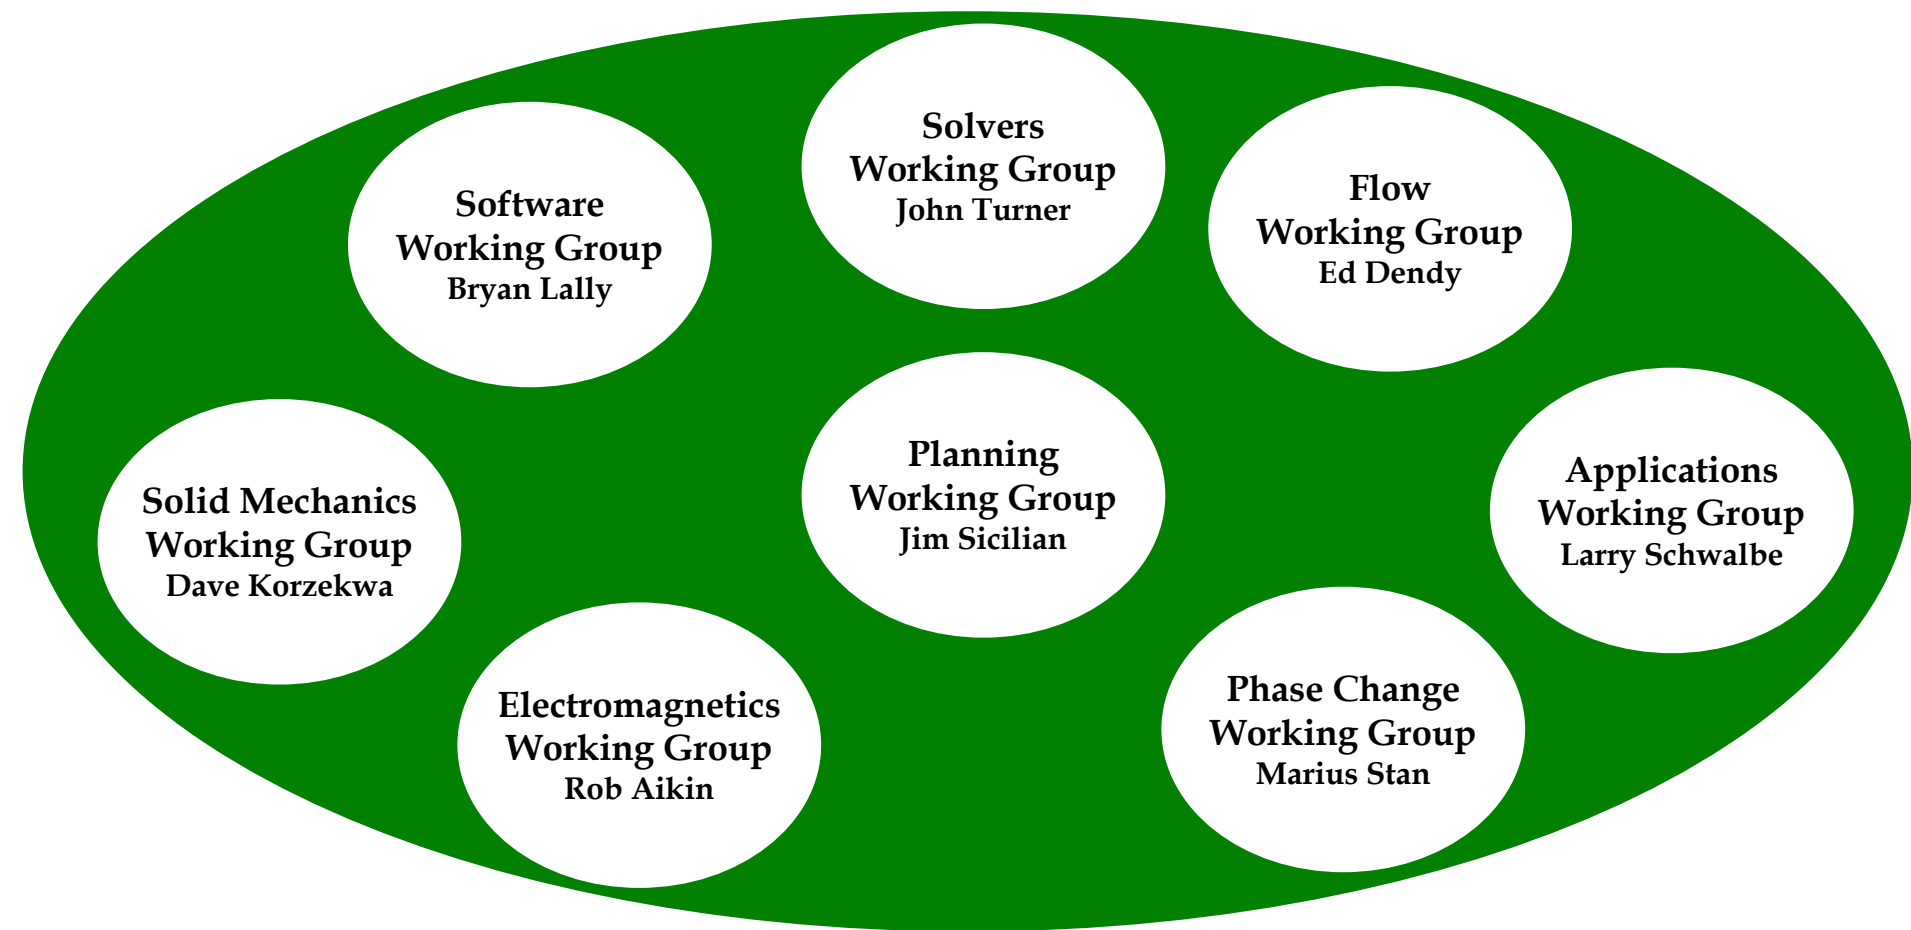 Solvers
Working Group
John Turner
Software
Working Group
Bryan Lally
Flow
Working Group
Ed Dendy
Planning
Working Group
Jim Sicilian
Applications
Working Group
Larry Schwalbe
Solid Mechanics
Working Group
Dave Korzekwa
Electromagnetics
Working Group
Rob Aikin
Phase Change
Working Group
Marius Stan